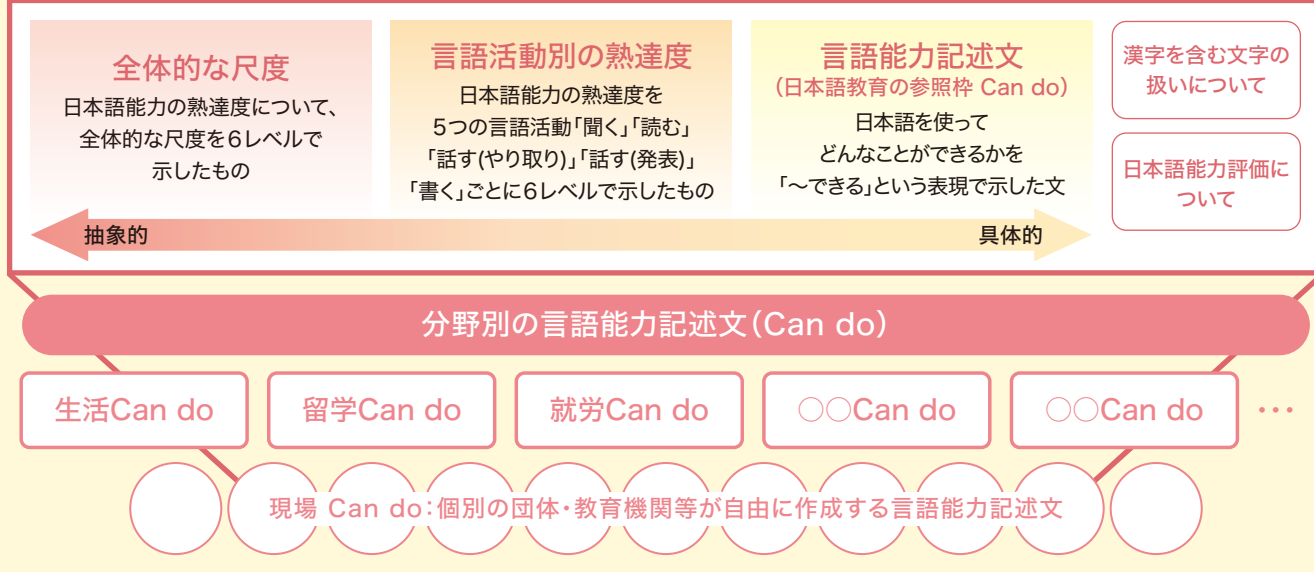 全体的な尺度
日本語能力の熟達度について、
全体的な尺度を6レベルで
示したもの
言語活動別の熟達度
日本語能力の熟達度を
5つの言語活動「聞く」「読む」
「話す(やり取り)」「話す(発表)」
「書く」ごとに6レベルで示したもの
言語能力記述文
(日本語教育の参照枠 Can do)
日本語を使って
どんなことができるかを
「～できる」という表現で示した文
漢字を含む文字の
扱いについて
日本語能力評価に
ついて
抽象的
具体的
分野別の言語能力記述文(Can do)
生活Can do
留学Can do
就労Can do
○○Can do
○○Can do
…
現場 Can do:個別の団体・教育機関等が自由に作成する言語能力記述文